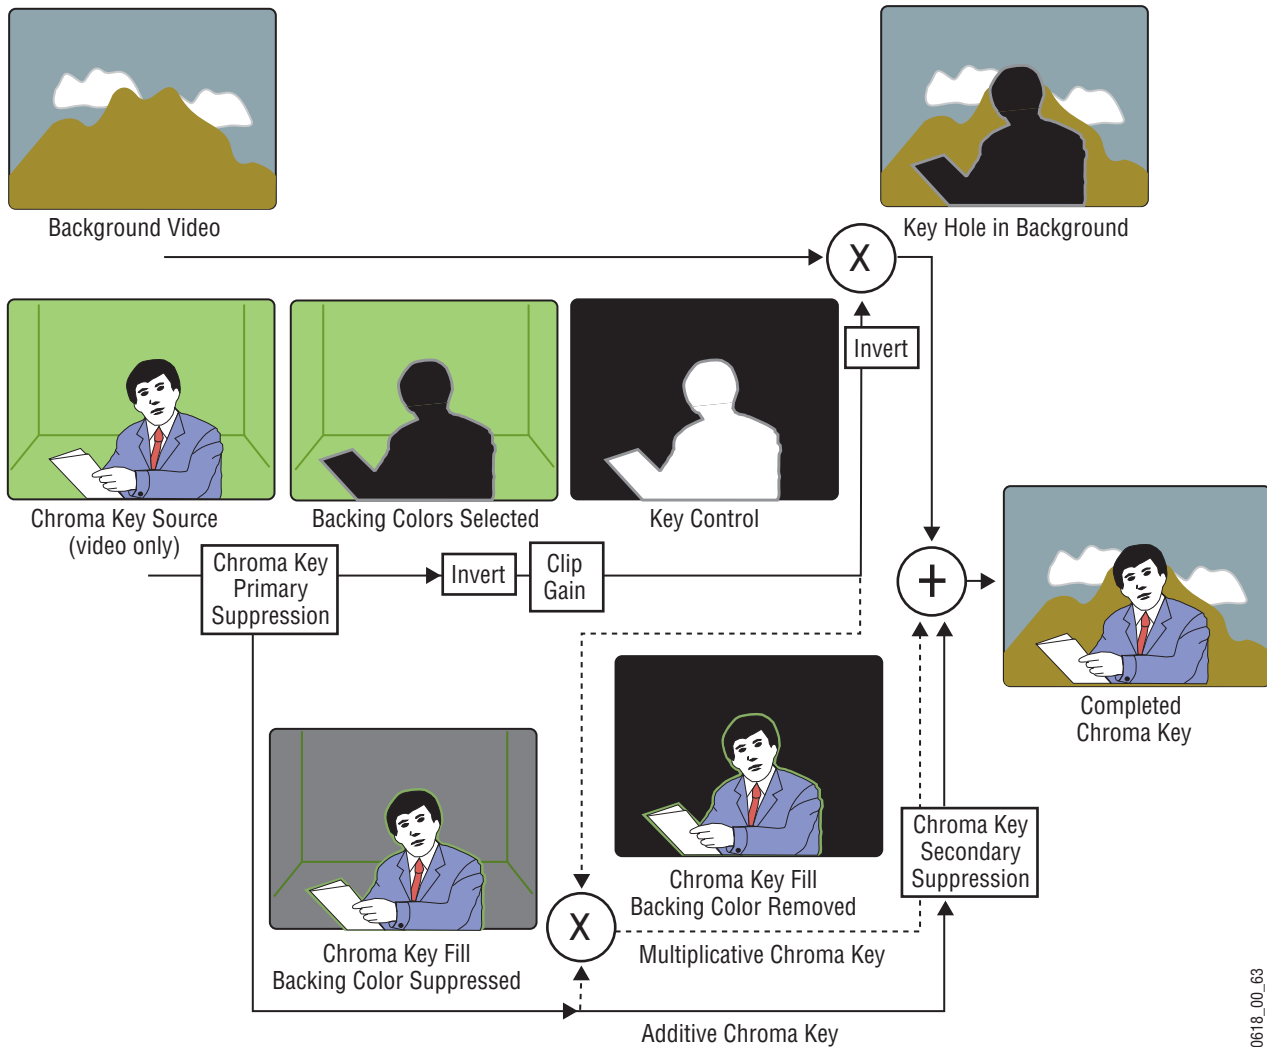 Background Video
Key Hole in Background
X
Invert
Chroma Key Source
(video only)
Backing Colors Selected
Key Control
Chroma Key
Primary
Suppression
Invert
Clip
Gain
+
Completed
Chroma Key
Chroma Key Fill
Backing Color Removed
Chroma Key
Secondary
Suppression
X
Chroma Key Fill
Backing Color Suppressed
Multiplicative Chroma Key
Additive Chroma Key
0618_00_63